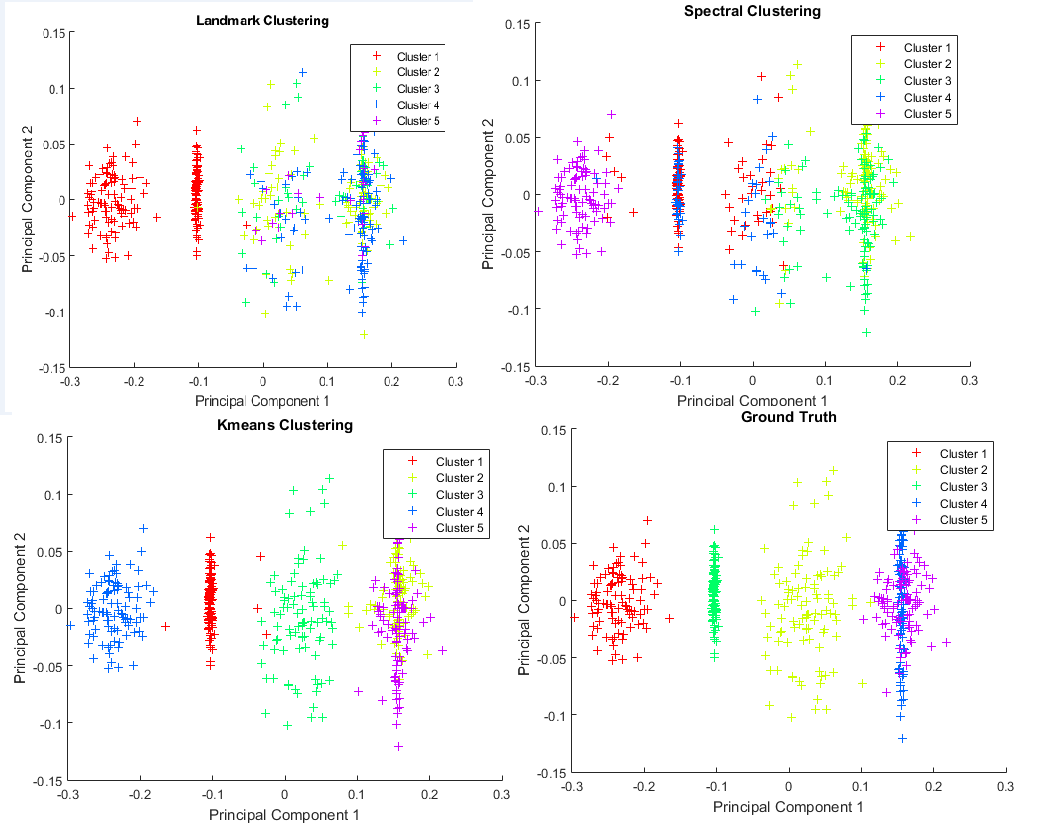 Landmark Clustering
0.15
0.1
0.05
0
-0.05
-0.1
-0.15
-0.3 -0.2 -0.1 0 0.1 0.2 0.3
Principal Component 1
Principal Component 2
Cluster 1
Cluster 2
Cluster 3
Cluster 4
Cluster 5
Spectral Clustering
0.15
0.1
0.05
0
-0.05
-0.1
-0.15
-0.3 -0.2 -0.1 0 0.1 0.2 0.3
Principal Component 1
Principal Component 2
Cluster 1
Cluster 2
Cluster 3
Cluster 4
Cluster 5
Kmeans Clustering
0.15
0.1
0.05
0
-0.05
-0.1
-0.15
-0.3 -0.2 -0.1 0 0.1 0.2 0.3
Principal Component 1
Principal Component 2
Cluster 1
Cluster 2
Cluster 3
Cluster 4
Cluster 5
Ground Truth
0.15
0.1
0.05
0
-0.05
-0.1
-0.15
-0.3 -0.2 -0.1 0 0.1 0.2 0.3
Principal Component 1
Principal Component 2
Cluster 1
Cluster 2
Cluster 3
Cluster 4
Cluster 5